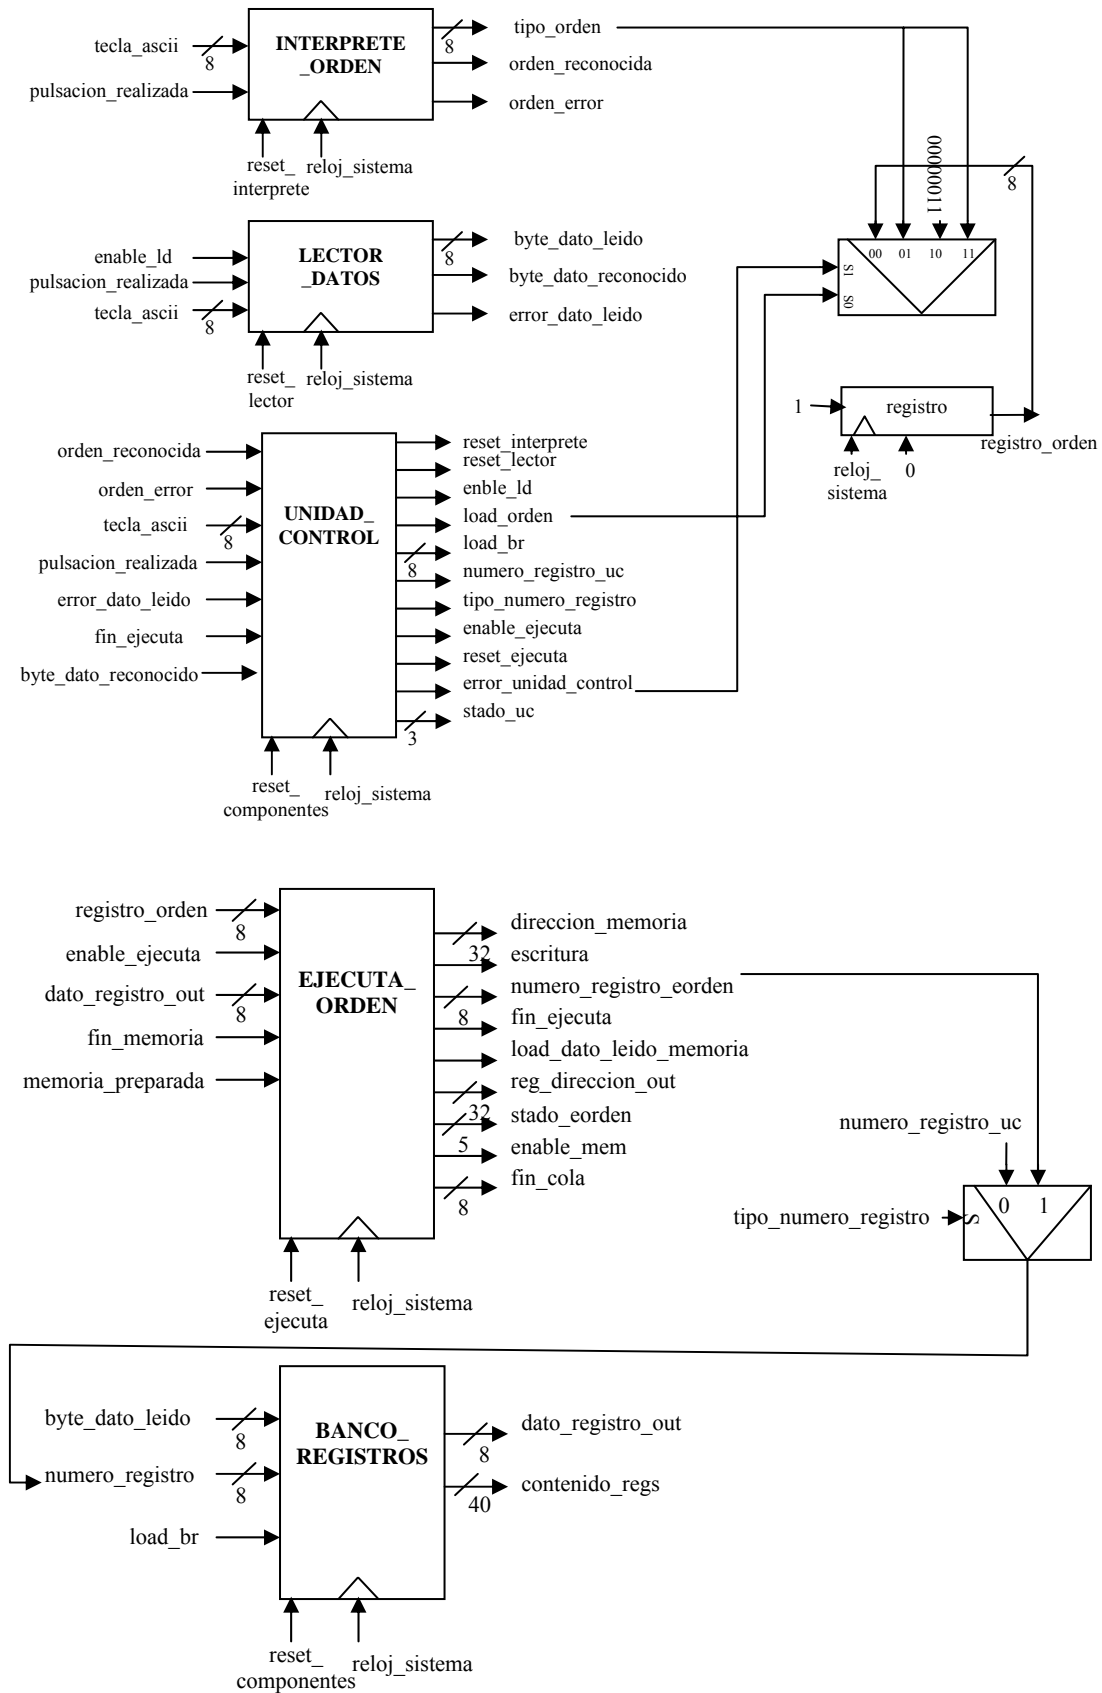 INTERPRETE
_ORDEN
tecla_ascii
8
pulsacion_realizada
8
tipo_orden
orden_reconocida
orden_error
reset_
interprete
reloj_sistema
00000011
8
LECTOR
_DATOS
enable_ld
pulsacion_realizada
tecla_ascii
8
8
byte_dato_leido
byte_dato_reconocido
error_dato_leido
reset_
lector
reloj_sistema
00 01 10 11
S1
S0
1
registro
registro_orden
reloj_
sistema
0
UNIDAD_
CONTROL
orden_reconocida
orden_error
tecla_ascii
8
pulsacion_realizada
error_dato_leido
fin_ejecuta
byte_dato_reconocido
reset_interprete
reset_lector
enble_ld
load_orden
load_br
8
numero_registro_uc
tipo_numero_registro
enable_ejecuta
reset_ejecuta
error_unidad_control
stado_uc
3
reset_
componentes
reloj_sistema
EJECUTA_
ORDEN
registro_orden
8
enable_ejecuta
dato_registro_out
8
fin_memoria
memoria_preparada
direccion_memoria
32
escritura
numero_registro_eorden
8
fin_ejecuta
load_dato_leido_memoria
reg_direccion_out
32
stado_eorden
5
enable_mem
fin_cola
8
reset_
ejecuta
reloj_sistema
numero_registro_uc
tipo_numero_registro
S
0 1
BANCO_
REGISTROS
byte_dato_leido
8
numero_registro
8
load_br
dato_registro_out
8
contenido_regs
40
reset_
componentes
reloj_sistema